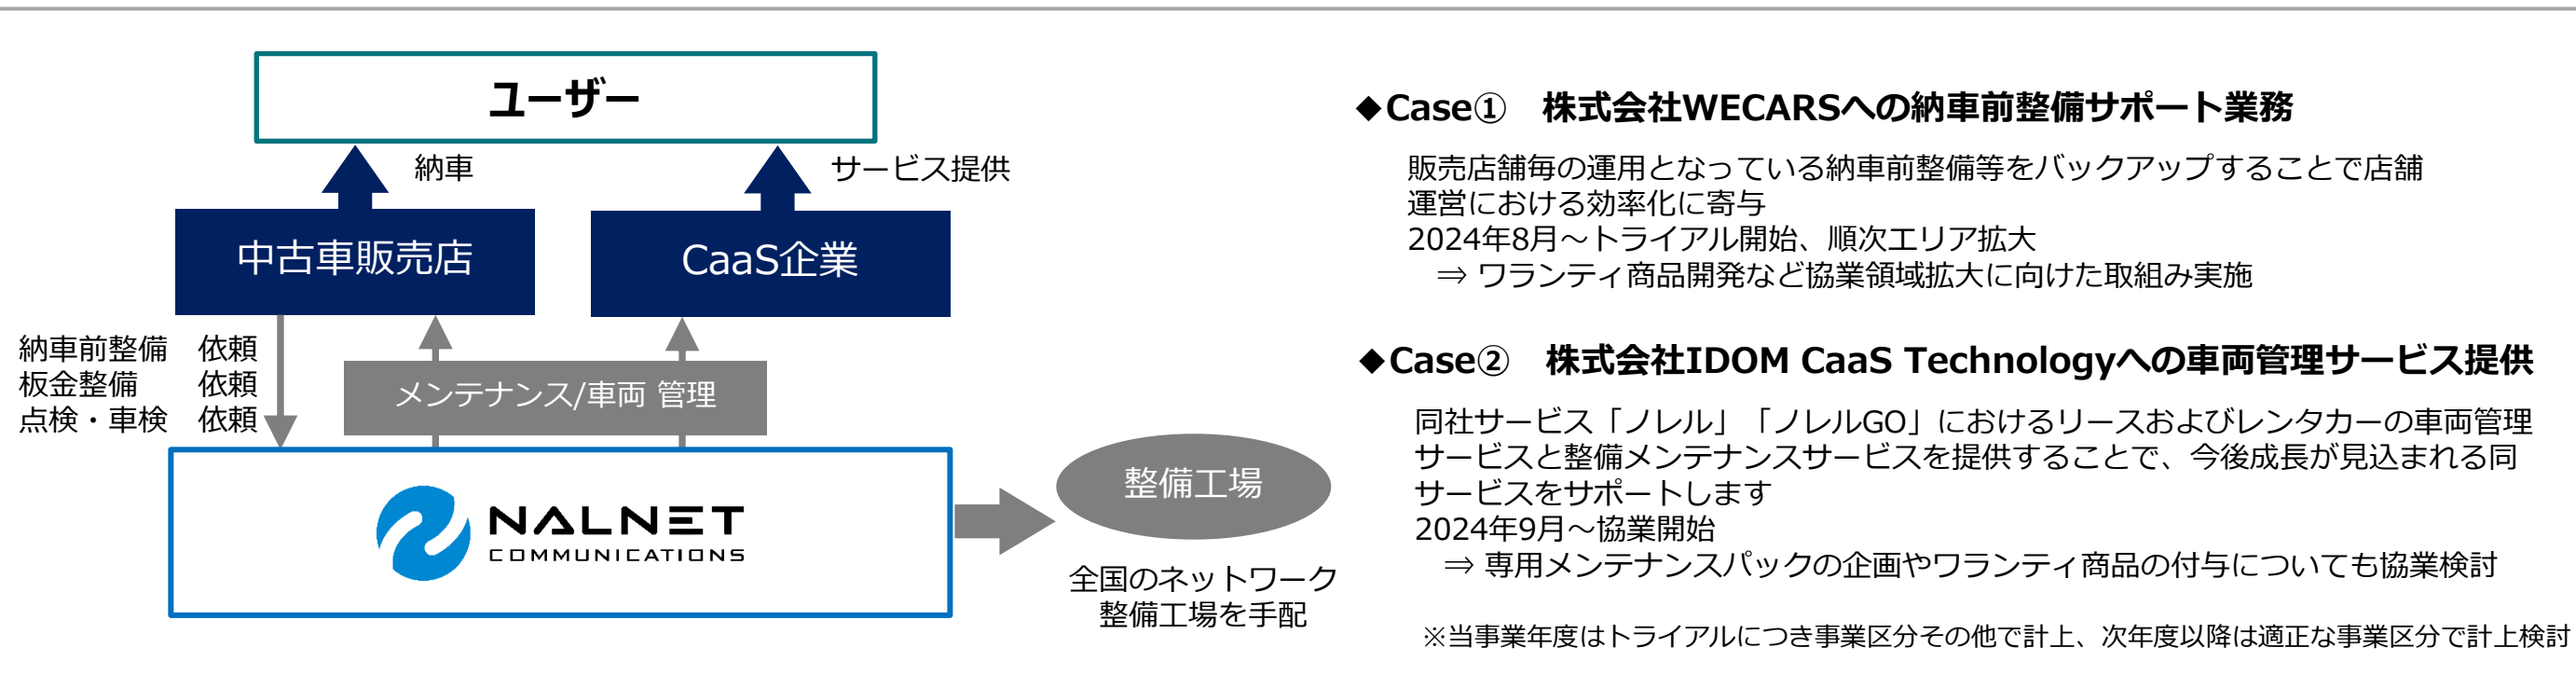 ユーザー
納車
サービス提供
中古車販売店
CaaS企業
納車前整備 依頼
板金整備 依頼
点検・車検 依頼
メンテナンス/車両 管理
NALNET
COMMUNICATIONS
整備工場
全国のネットワーク
整備工場を手配
◆Case① 株式会社WECARSへの納車前整備サポート業務
販売店舗毎の運用となっている納車前整備等をバックアップすることで店舗
運営における効率化に寄与
2024年8月～トライアル開始、順次エリア拡大
⇒ ワランティ商品開発など協業領域拡大に向けた取組み実施
◆Case② 株式会社IDOM CaaS Technologyへの車両管理サービス提供
同社サービス「ノレル」「ノレルGO」におけるリースおよびレンタカーの車両管理
サービスと整備メンテナンスサービスを提供することで、今後成長が見込まれる同
サービスをサポートします
2024年9月～協業開始
⇒ 専用メンテナンスパックの企画やワランティ商品の付与についても協業検討
※当事業年度はトライアルにつき事業区分その他で計上、次年度以降は適正な事業区分で計上検討